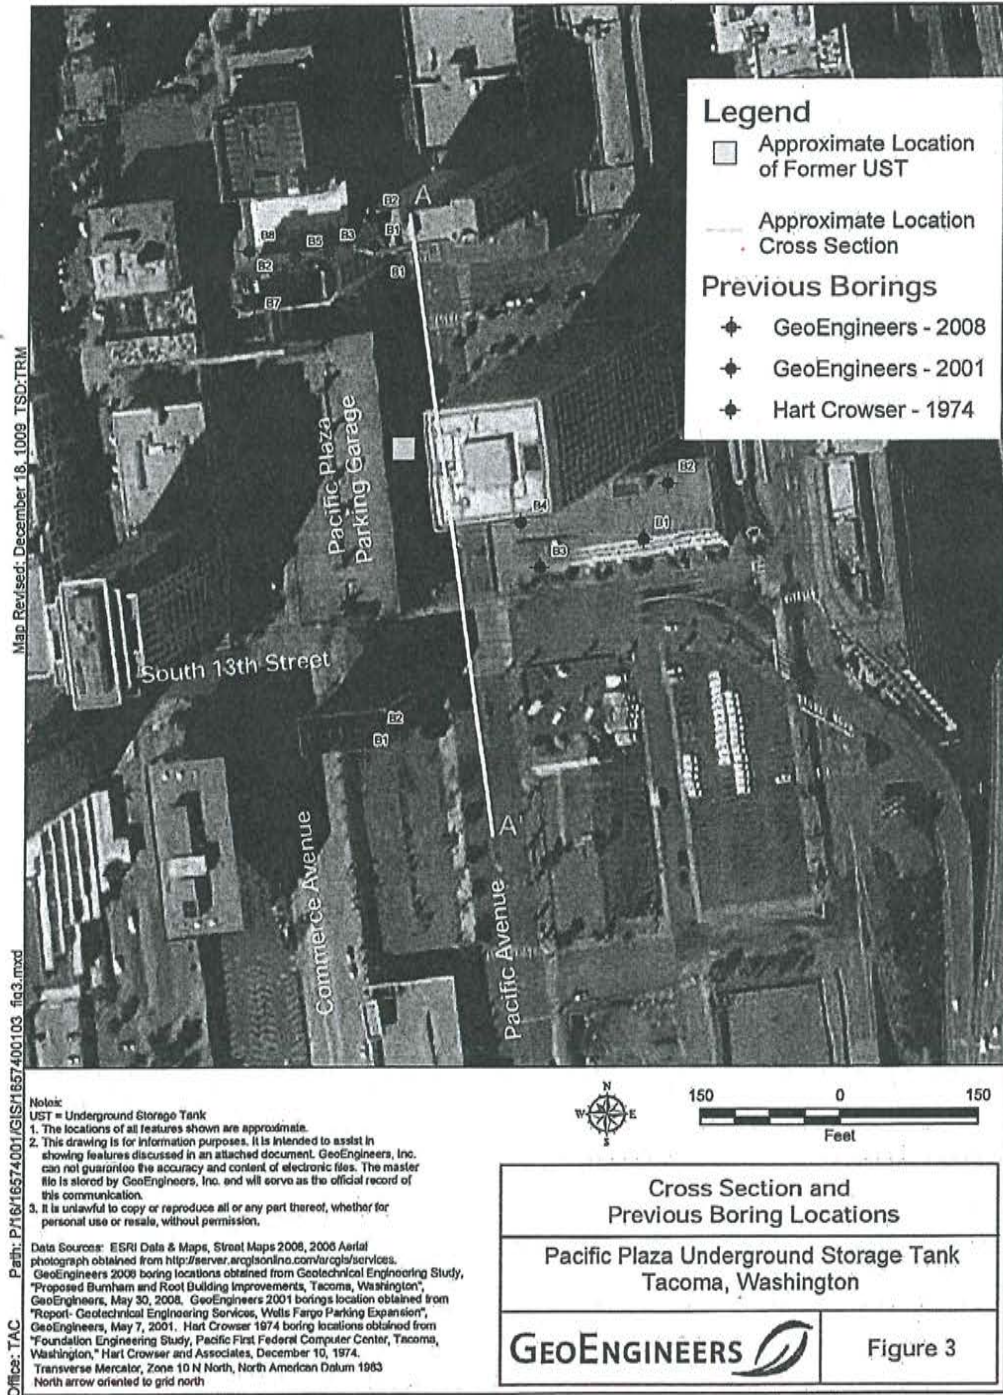 Legend
Approximate Location
of Former UST
Approximate Location
Cross Section
Previous Borings
GeoEngineers - 2008
GeoEngineers - 2001
Hart Crowser - 1974
B2
A
B1
B8
B5
B3
B2
B1
B7
Pacific Plaza
Parking Garage
B2
B4
B1
B3
South 13th Street
B2
B1
A'
Commerce Avenue
Pacific Avenue
Map Revised: December 18, 1009 TSD:TRM
Path: P/16/16574001/GIS/1657400103_fig3.mxd
Office: TAC
Notes:
UST = Underground Storage Tank
1. The locations of all features shown are approximate.
2. This drawing is for information purposes. It is intended to assist in
showing features discussed in an attached document. GeoEngineers, Inc.
can not guarantee the accuracy and content of electronic files. The master
file is stored by GeoEngineers, Inc. and will serve as the official record of
this communication.
3. It is unlawful to copy or reproduce all or any part thereof, whether for
personal use or resale, without permission.
Data Sources: ESRI Data & Maps, Street Maps 2008, 2006 Aerial
photograph obtained from http://server.arcgisonline.com/arcgis/services.
GeoEngineers 2008 boring locations obtained from Geotechnical Engineering Study,
"Proposed Burnham and Root Building Improvements, Tacoma, Washington",
GeoEngineers, May 30, 2008. GeoEngineers 2001 borings location obtained from
"Report- Geotechnical Engineering Services, Wells Fargo Parking Expansion",
GeoEngineers, May 7, 2001. Hart Crowser 1974 boring locations obtained from
"Foundation Engineering Study, Pacific First Federal Computer Center, Tacoma,
Washington," Hart Crowser and Associates, December 10, 1974.
Transverse Mercator, Zone 10 N North, North American Datum 1983
North arrow oriented to grid north
N
W E
S
150 0 150
Feet
Cross Section and
Previous Boring Locations
Pacific Plaza Underground Storage Tank
Tacoma, Washington
GEOENGINEERS
Figure 3